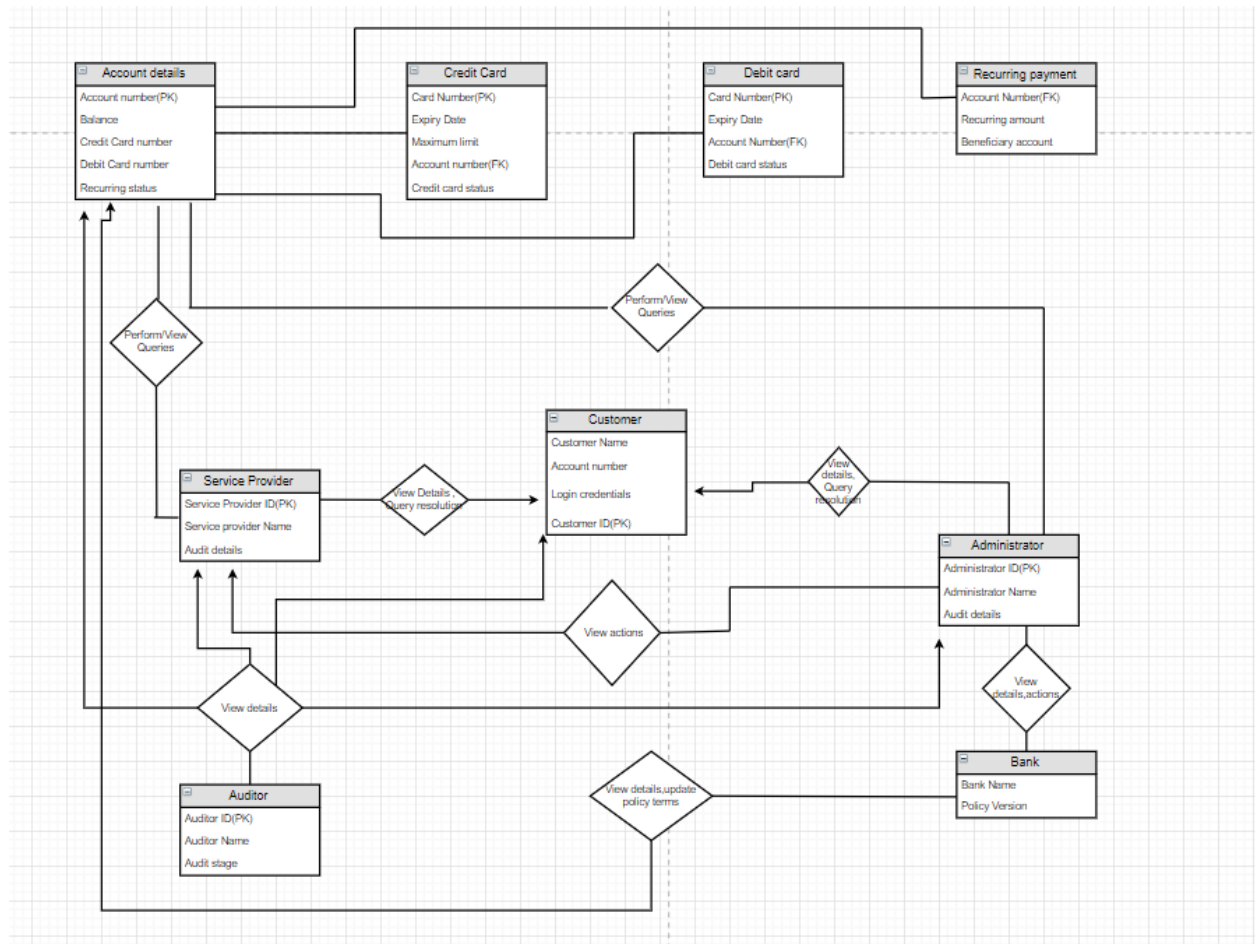 Account details
Account number(PK)
Balance
Credit Card number
Debit Card number
Recurring status
Credit Card
Card Number(PK)
Expiry Date
Maximum limit
Account number(FK)
Credit card status
Debit card
Card Number(PK)
Expiry Date
Account Number(FK)
Debit card status
Recurring payment
Account Number(FK)
Recurring amount
Beneficiary account
Perform/View
Queries
Perform/View
Queries
Customer
Customer Name
Account number
Login credentials
Customer ID(PK)
Service Provider
Service Provider ID(PK)
Service provider Name
Audit details
View Details ,
Query resolution
View
details,
Query
resolution
Administrator
Administrator ID(PK)
Administrator Name
Audit details
View actions
View
details,actions
View details
Bank
Bank Name
Policy Version
View details,update
policy terms
Auditor
Auditor ID(PK)
Auditor Name
Audit stage